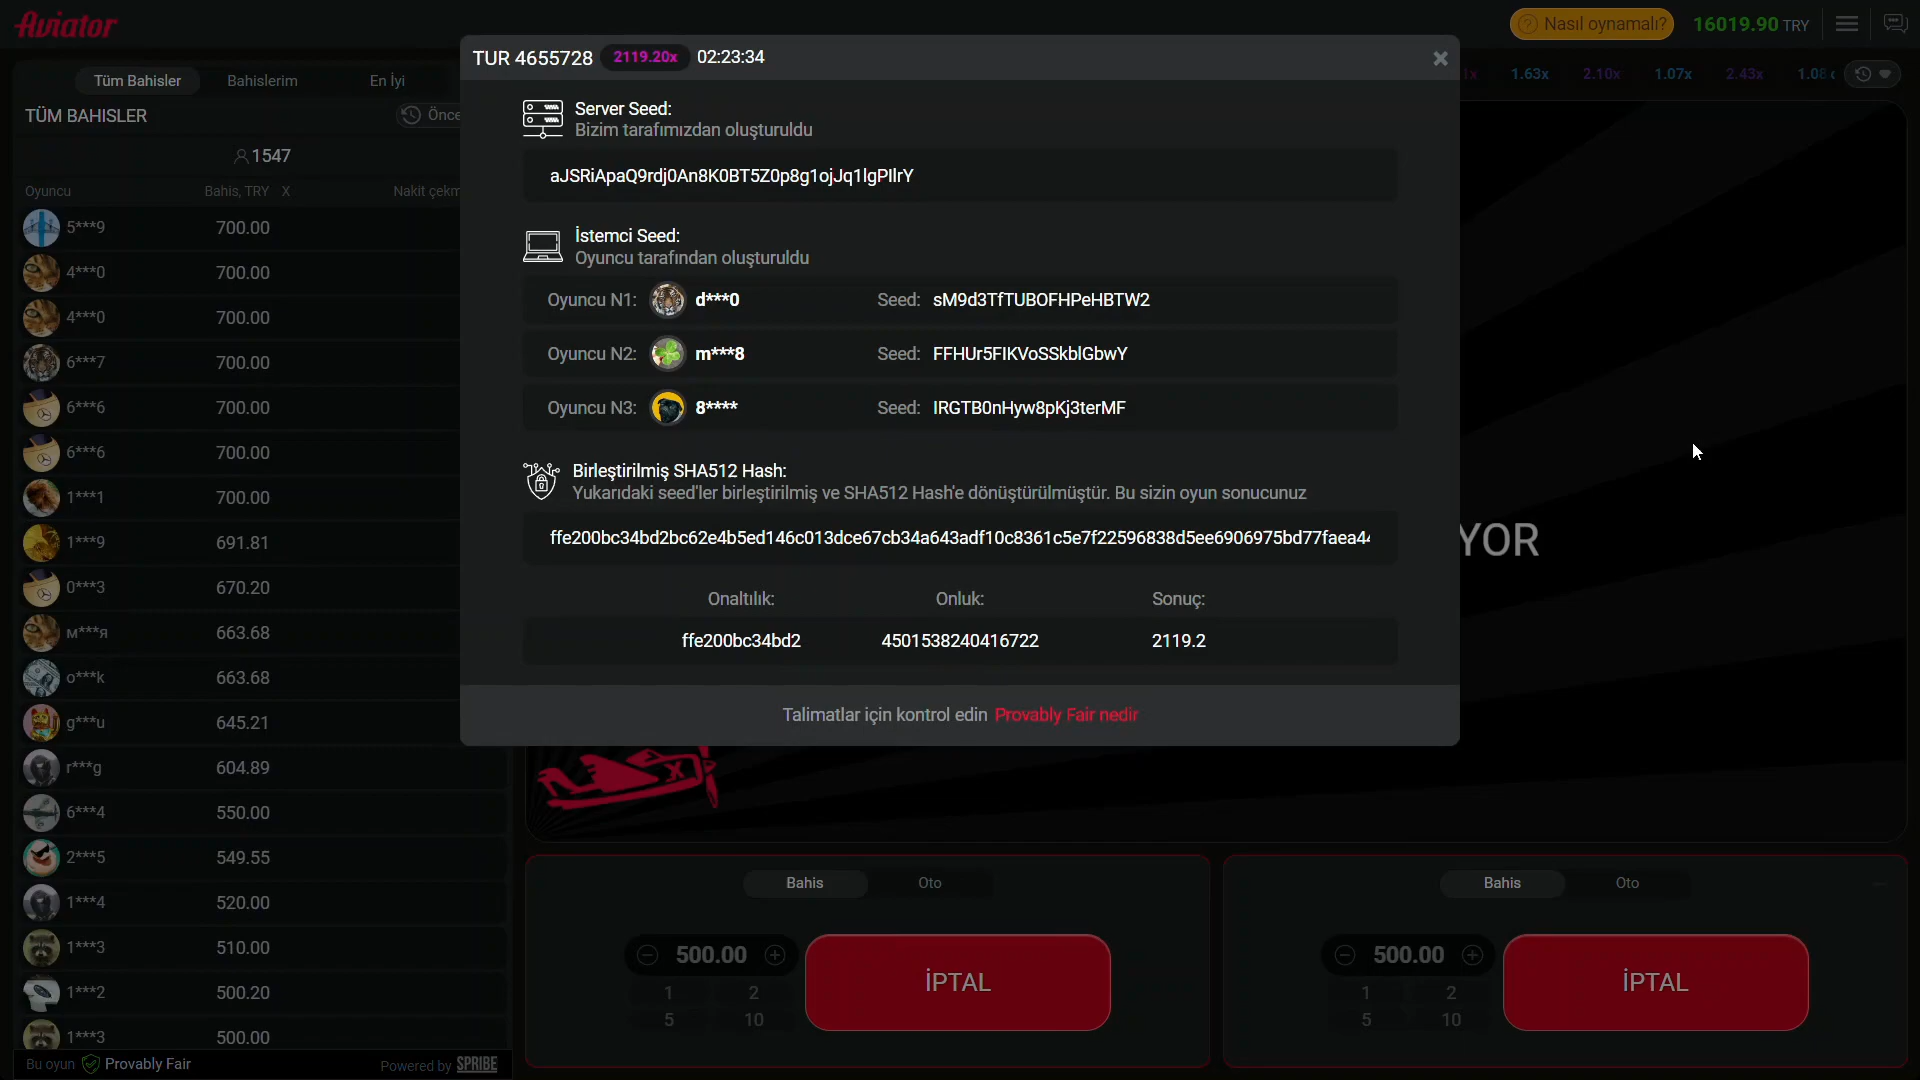 Aviator
Nasıl oynamalı?
16019.90 TRY
TUR 4655728 2119.20x 02:23:34
1.63x 2.10x 1.07x 2.43x
Tüm Bahisler Bahislerim En İyi
TÜM BAHISLER
1547
Oyuncu Bahis, TRY X
5***9 700.00
4***0 700.00
4***0 700.00
6***7 700.00
6***6 700.00
6***6 700.00
1***1 700.00
1***9 691.81
0***3 670.20
м***я 663.68
o***k 663.68
g***u 645.21
r***g 604.89
6***4 550.00
2***5 549.55
1***4 520.00
1***3 510.00
1***2 500.20
1***3 500.00
Bu oyun Provably Fair Powered by SPRIBE
Server Seed:
Bizim tarafımızdan oluşturuldu
aJSRiApaQ9rdj0An8K0BT5Z0p8g1ojJq1lgPIlrY
İstemci Seed:
Oyuncu tarafından oluşturuldu
Oyuncu N1: d***0 Seed: sM9d3TfTUBOFHPeHBTW2
Oyuncu N2: m***8 Seed: FFHUr5FIKVoSSkblGbwY
Oyuncu N3: 8**** Seed: IRGTB0nHyw8pKj3terMF
Birleştirilmiş SHA512 Hash:
Yukarıdaki seed'ler birleştirilmiş ve SHA512 Hash'e dönüştürülmüştür. Bu sizin oyun sonucunuz
ffe200bc34bd2bc62e4b5ed146c013dce67cb34a643adf10c8361c5e7f22596838d5ee6906975bd77faea4
Onaltılık: Onluk: Sonuç:
ffe200bc34bd2 4501538240416722 2119.2
Talimatlar için kontrol edin Provably Fair nedir
YOR
X
Bahis Oto
500.00
1 2
5 10
İPTAL
Bahis Oto
500.00
1 2
5 10
İPTAL